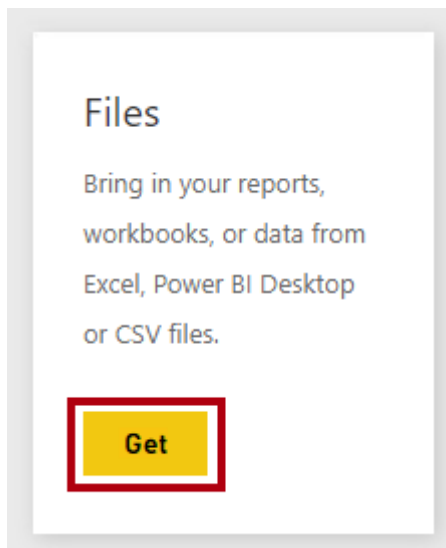 Files
Bring in your reports,
workbooks, or data from
Excel, Power BI Desktop
or CSV files.
Get